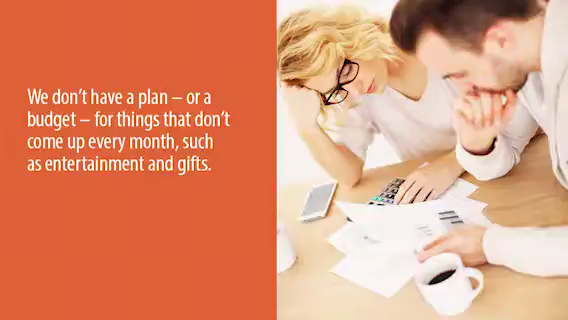 We don't have a plan – or a
budget – for things that don't
come up every month, such
as entertainment and gifts.